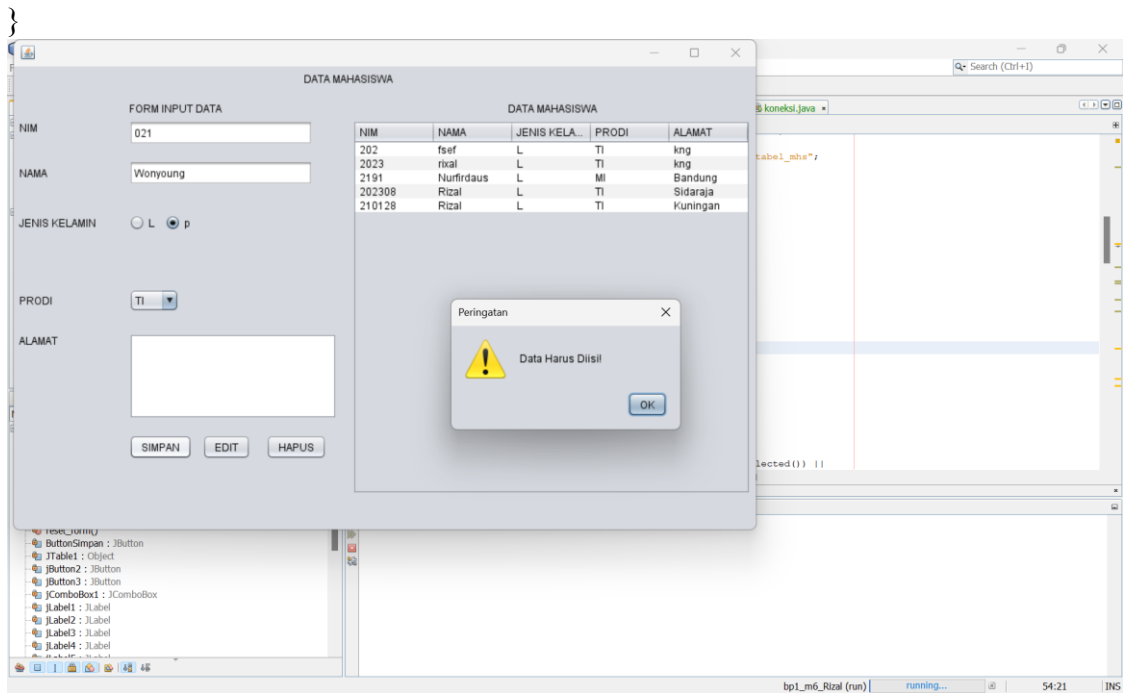 }
Search (Ctrl+I)
DATA MAHASISWA
koneksi.java
FORM INPUT DATA
DATA MAHASISWA
NIM
021
NIM NAMA JENIS KELA... PRODI ALAMAT
202 fsef L TI kng
2023 rixal L TI kng
2191 Nurfirdaus L MI Bandung
202308 Rizal L TI Sidaraja
210128 Rizal L TI Kuningan
tabel_mhs";
NAMA
Wonyoung
JENIS KELAMIN
L p
PRODI
TI
Peringatan
ALAMAT
Data Harus Diisi!
OK
SIMPAN EDIT HAPUS
lected()) ||
reset_form()
ButtonSimpan : JButton
JTable1 : Object
jButton2 : JButton
jButton3 : JButton
jComboBox1 : JComboBox
jLabel1 : JLabel
jLabel2 : JLabel
jLabel3 : JLabel
jLabel4 : JLabel
bp1_m6_Rizal (run) running... 54:21 INS